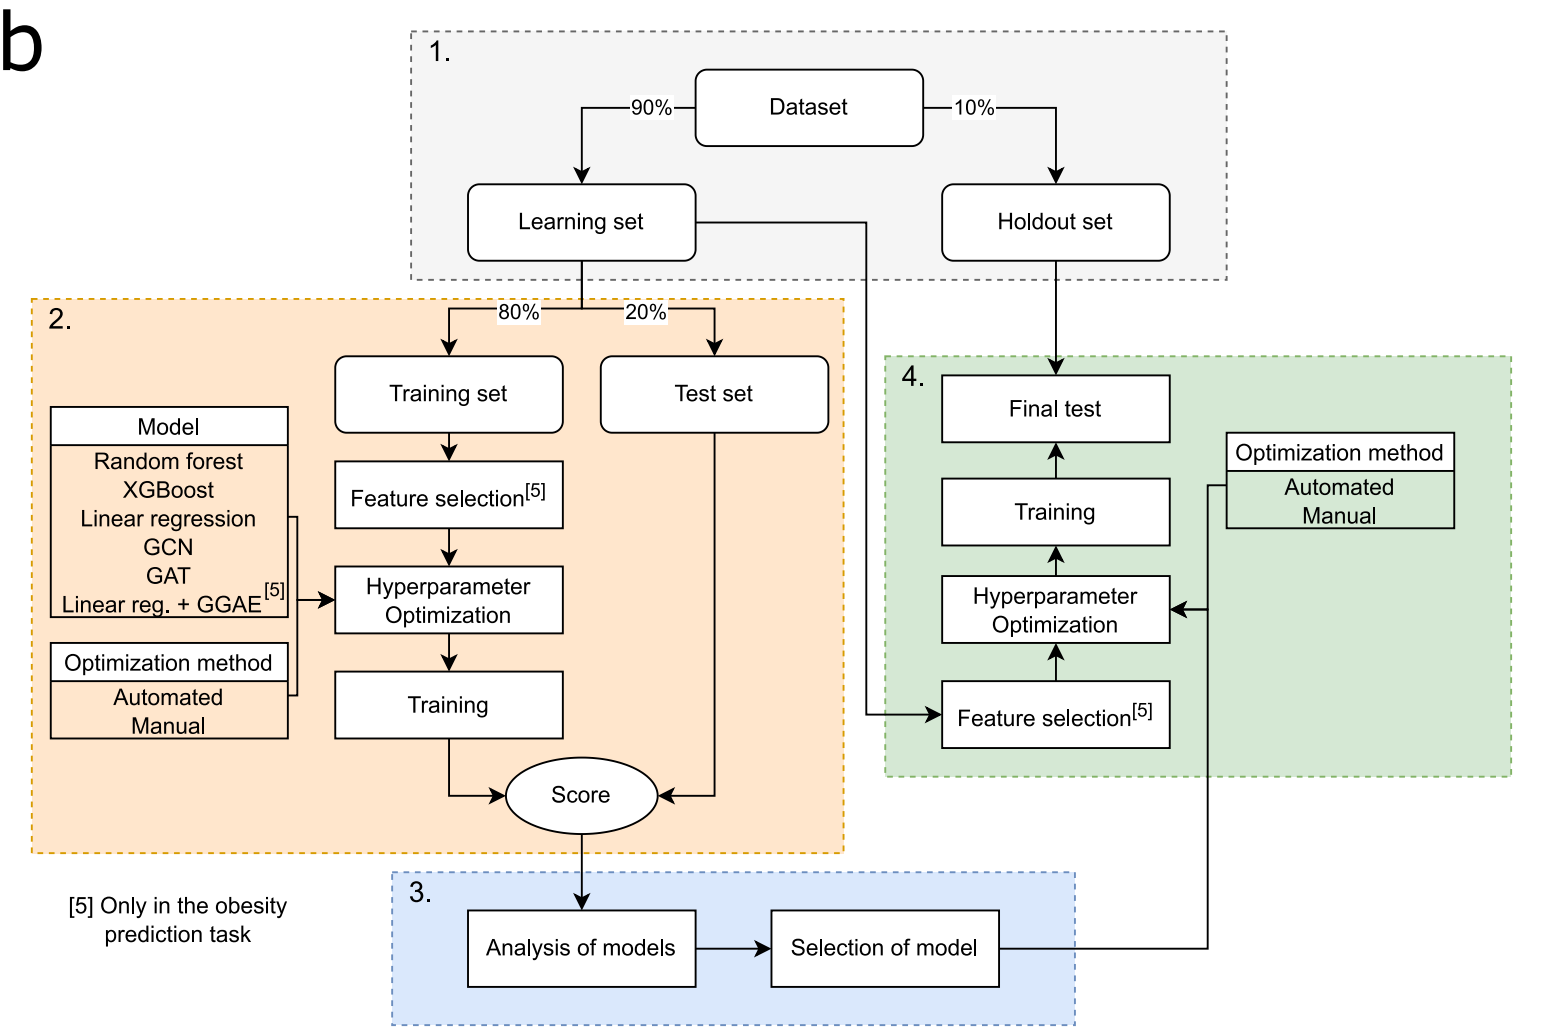 b
1.
Dataset
90%
10%
Learning set
Holdout set
2.
80%
20%
Training set
Test set
Model
Random forest
XGBoost
Linear regression
GCN
GAT
Linear reg. + GGAE[5]
Feature selection[5]
Hyperparameter
Optimization
Optimization method
Automated
Manual
Training
Score
4.
Final test
Training
Hyperparameter
Optimization
Feature selection[5]
Optimization method
Automated
Manual
3.
Analysis of models
Selection of model
[5] Only in the obesity
prediction task